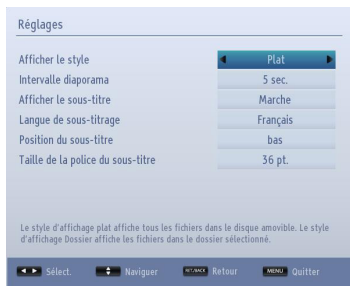 Réglages
Afficher le style Plat
Intervalle diaporama 5 sec.
Afficher le sous-titre Marche
Langue de sous-titrage Français
Position du sous-titre bas
Taille de la police du sous-titre 36 pt.
Le style d'affichage plat affiche tous les fichiers dans le disque amovible. Le style
d'affichage Dossier affiche les fichiers dans le dossier sélectionné.
Sélect. Naviguer RET./BACK Retour MENU Quitter